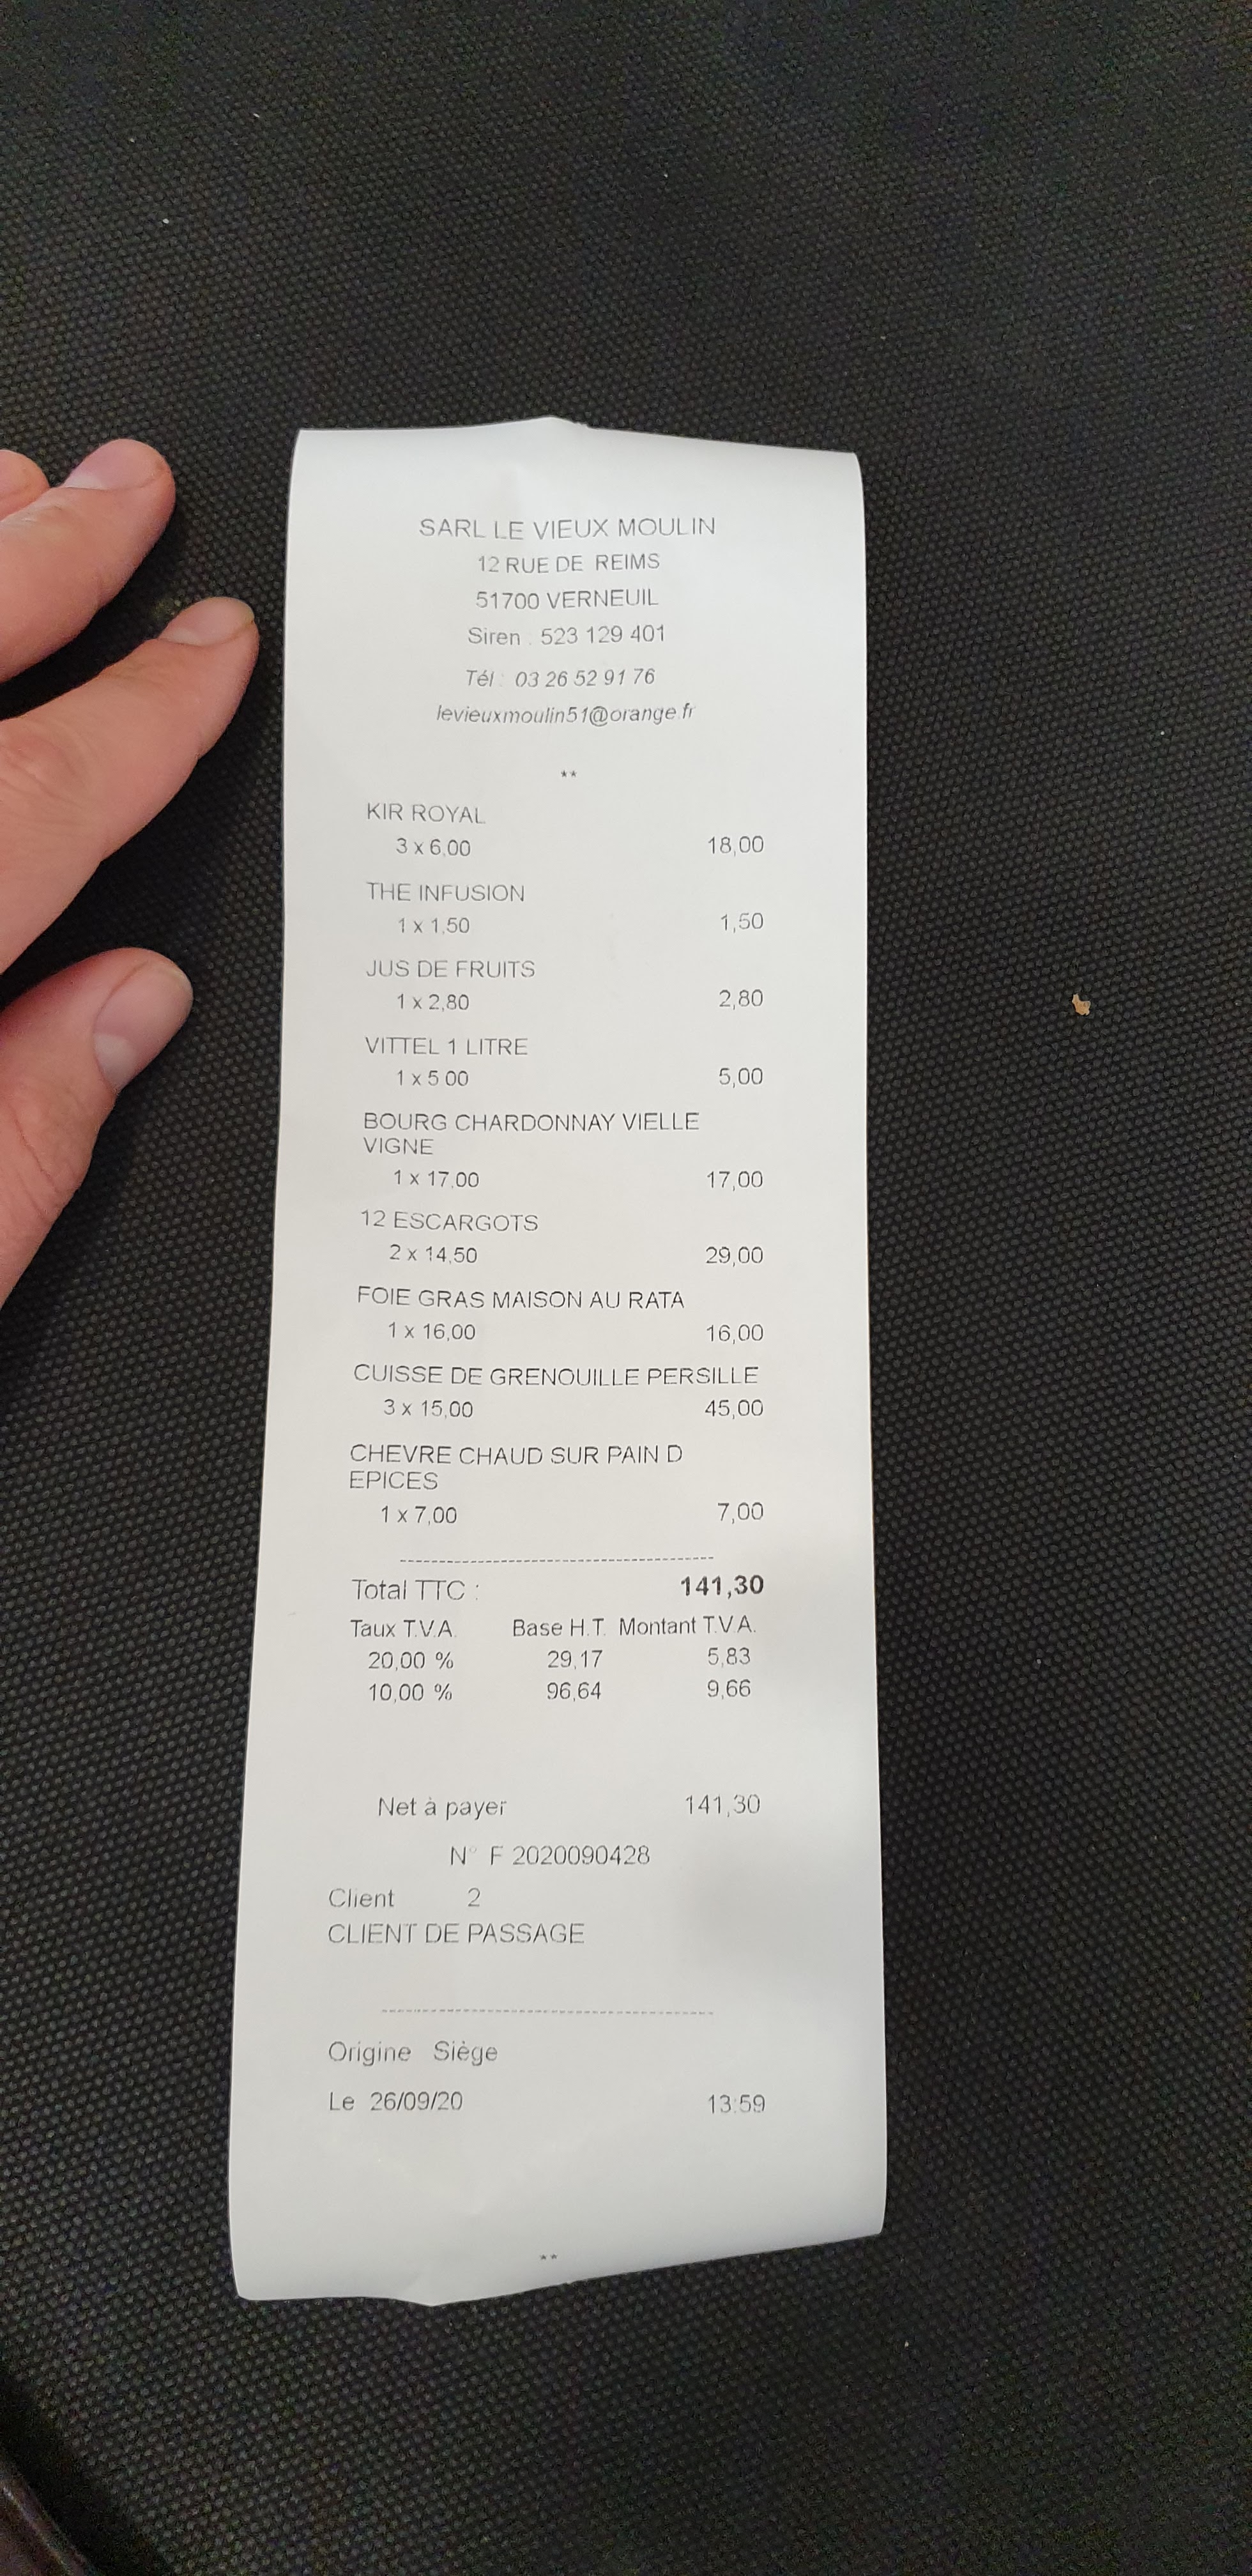 SARL LE VIEUX MOULIN
12 RUE DE REIMS
51700 VERNEUIL
Siren . 523 129 401
Tél : 03 26 52 91 76
levieuxmoulin51@orange.fr
**
KIR ROYAL
3 x 6,00 18,00
THE INFUSION
1 x 1,50 1,50
JUS DE FRUITS
1 x 2,80 2,80
VITTEL 1 LITRE
1 x 5 00 5,00
BOURG CHARDONNAY VIELLE
VIGNE
1 x 17,00 17,00
12 ESCARGOTS
2 x 14,50 29,00
FOIE GRAS MAISON AU RATA
1 x 16,00 16,00
CUISSE DE GRENOUILLE PERSILLE
3 x 15,00 45,00
CHEVRE CHAUD SUR PAIN D
EPICES
1 x 7,00 7,00
----------------------------------------
Total TTC : 141,30
Taux T.V.A. Base H.T. Montant T.V.A.
20,00 % 29,17 5,83
10,00 % 96,64 9,66
Net à payer 141,30
N° F 2020090428
Client 2
CLIENT DE PASSAGE
----------------------------------------
Origine Siège
Le 26/09/20 13:59
**